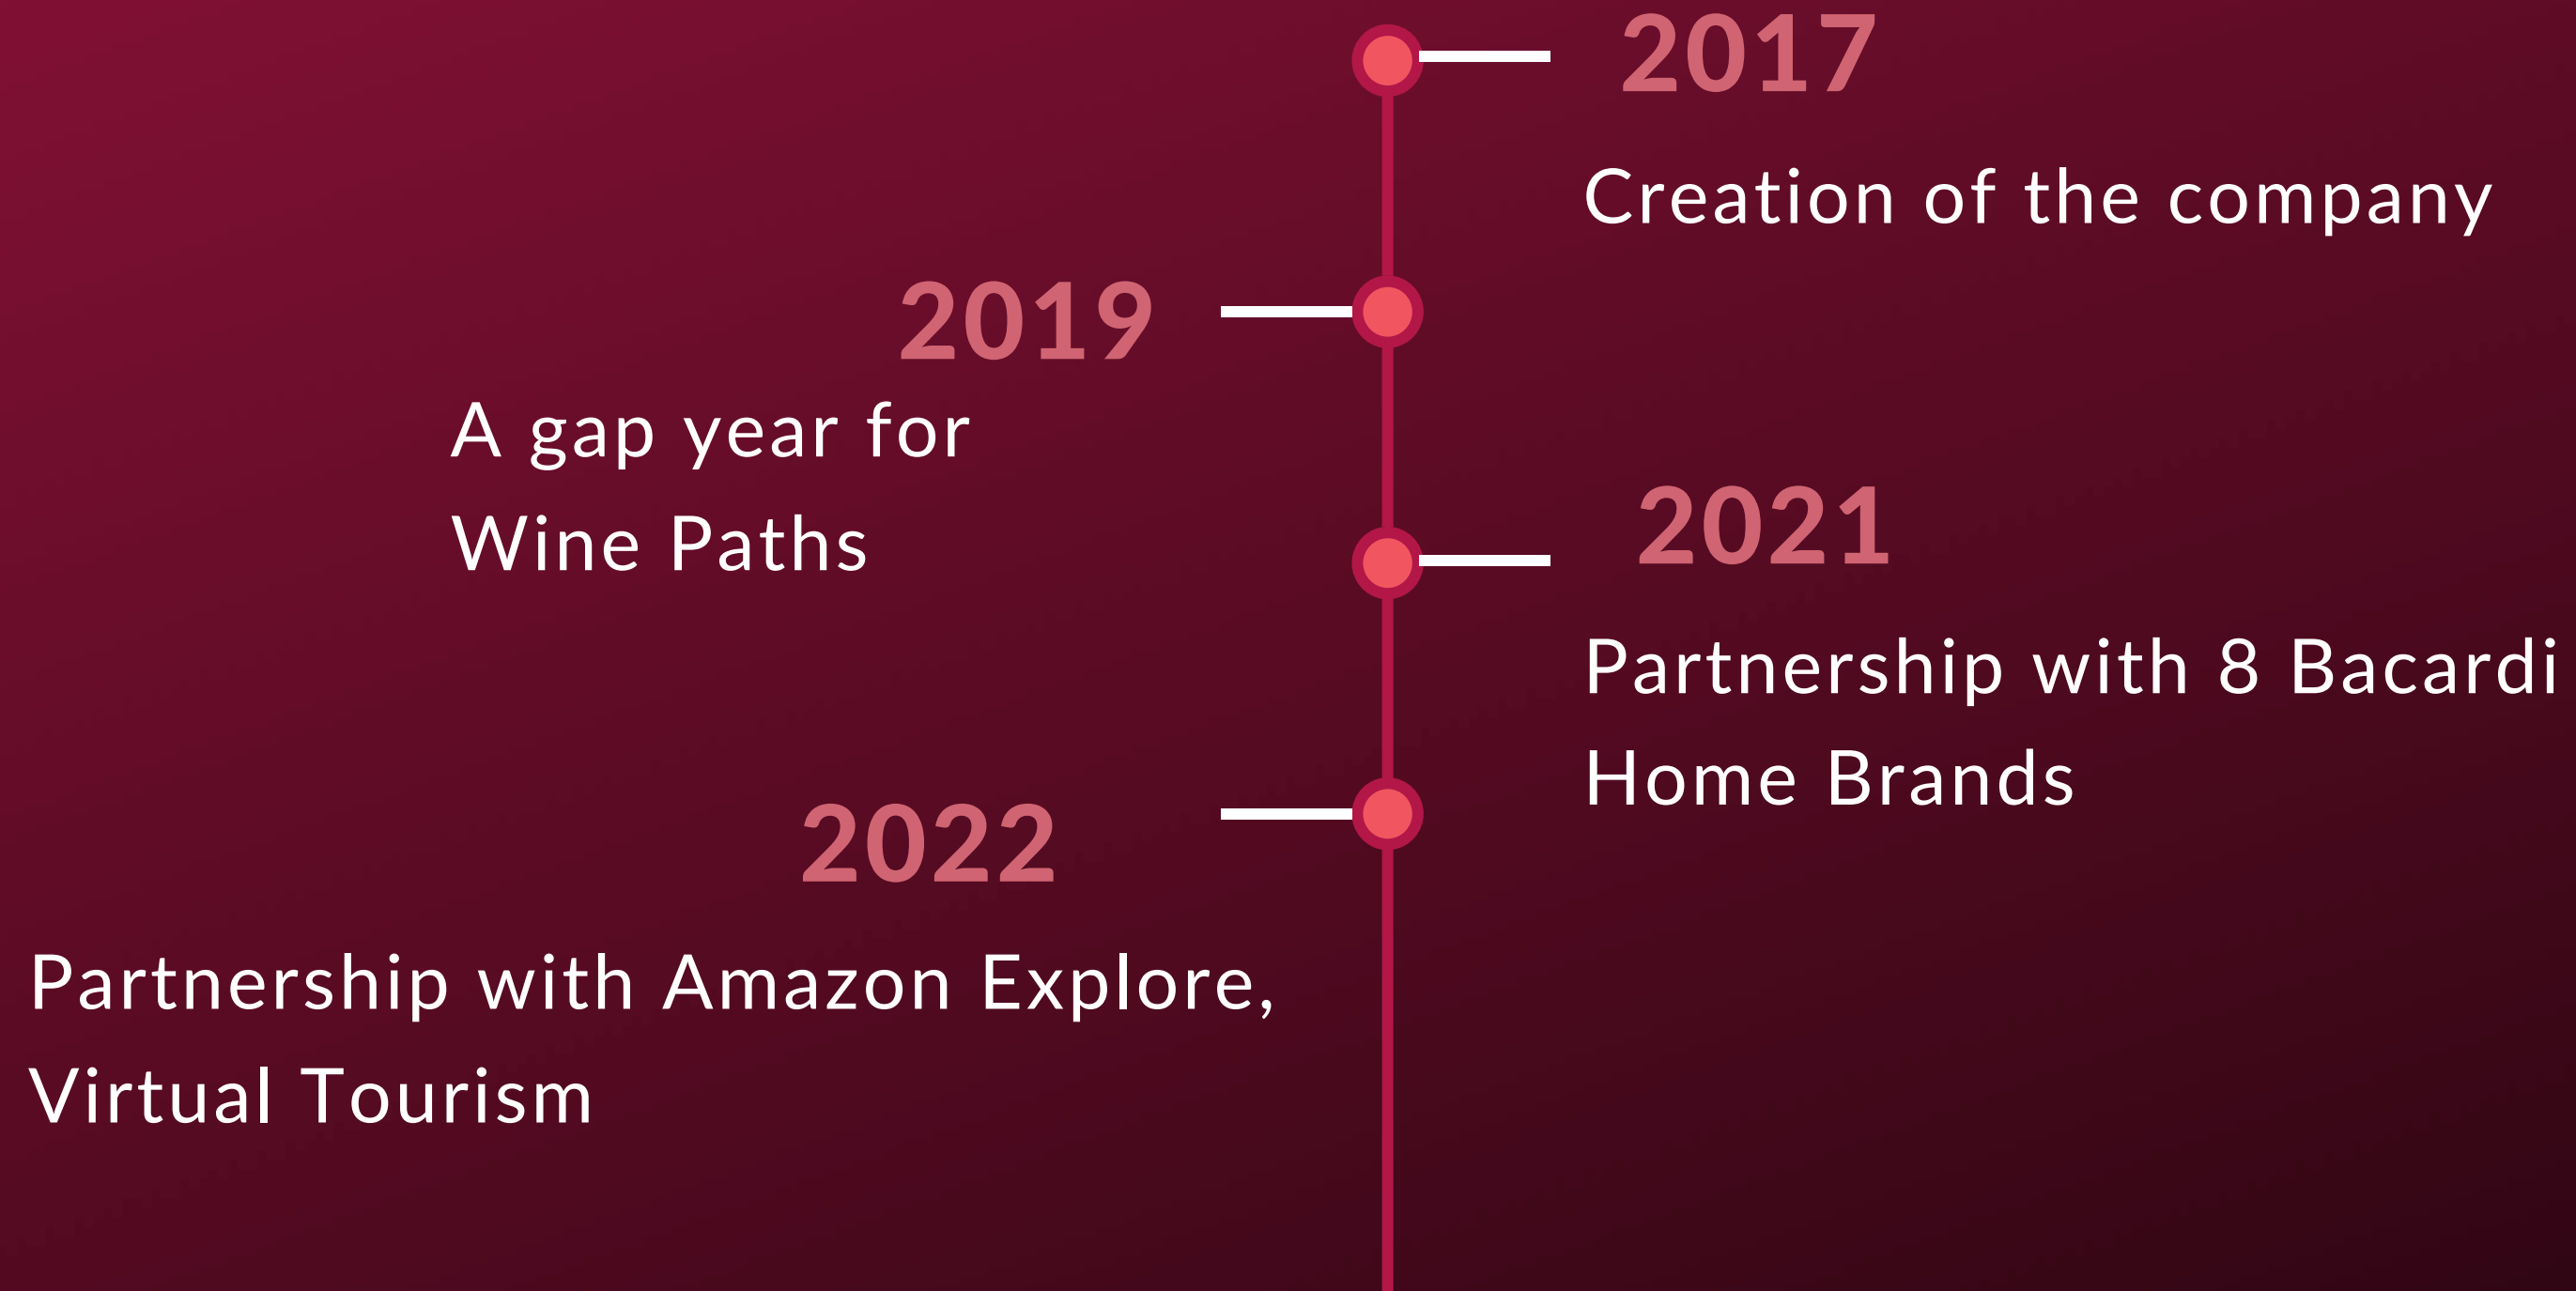 2017
Creation of the company
2019
A gap year for
Wine Paths
2021
Partnership with 8 Bacardi
Home Brands
2022
Partnership with Amazon Explore,
Virtual Tourism